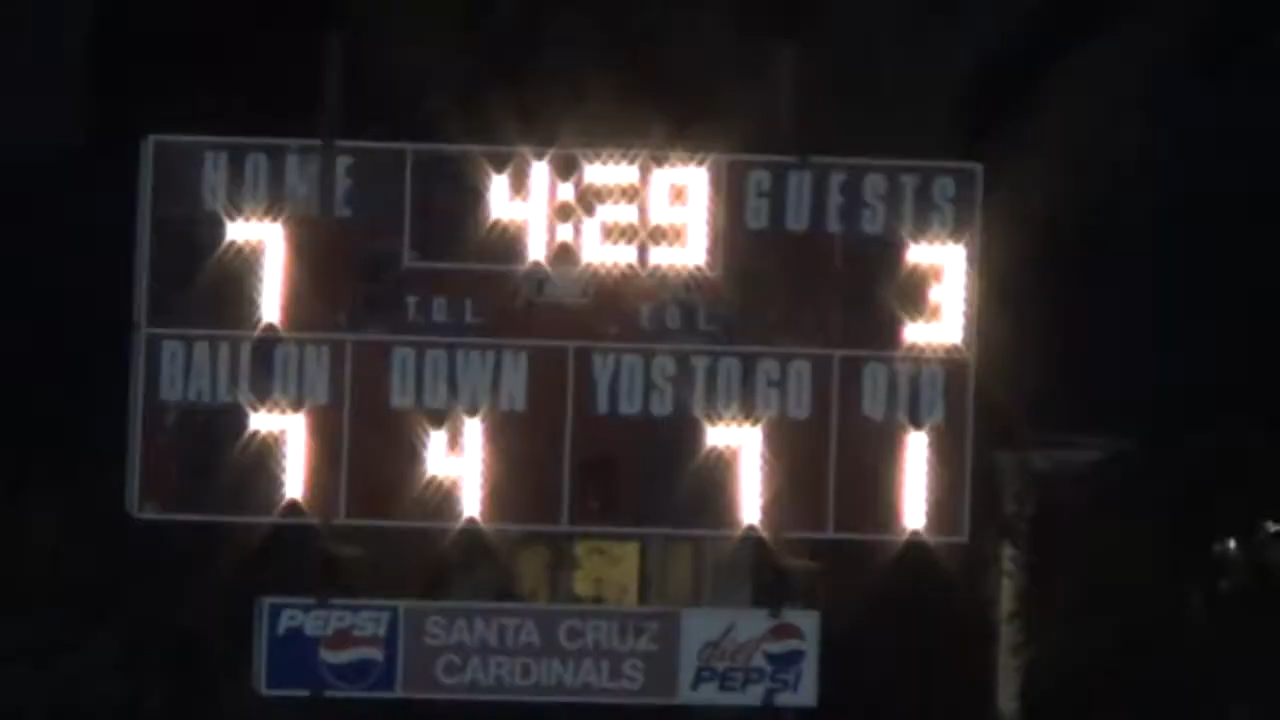 HOME 4:29 GUESTS
7 3
T.O.L. T.O.L.
BALL ON DOWN YDS TO GO QTR
7 4 7 1
PEPSI SANTA CRUZ CARDINALS diet PEPSI